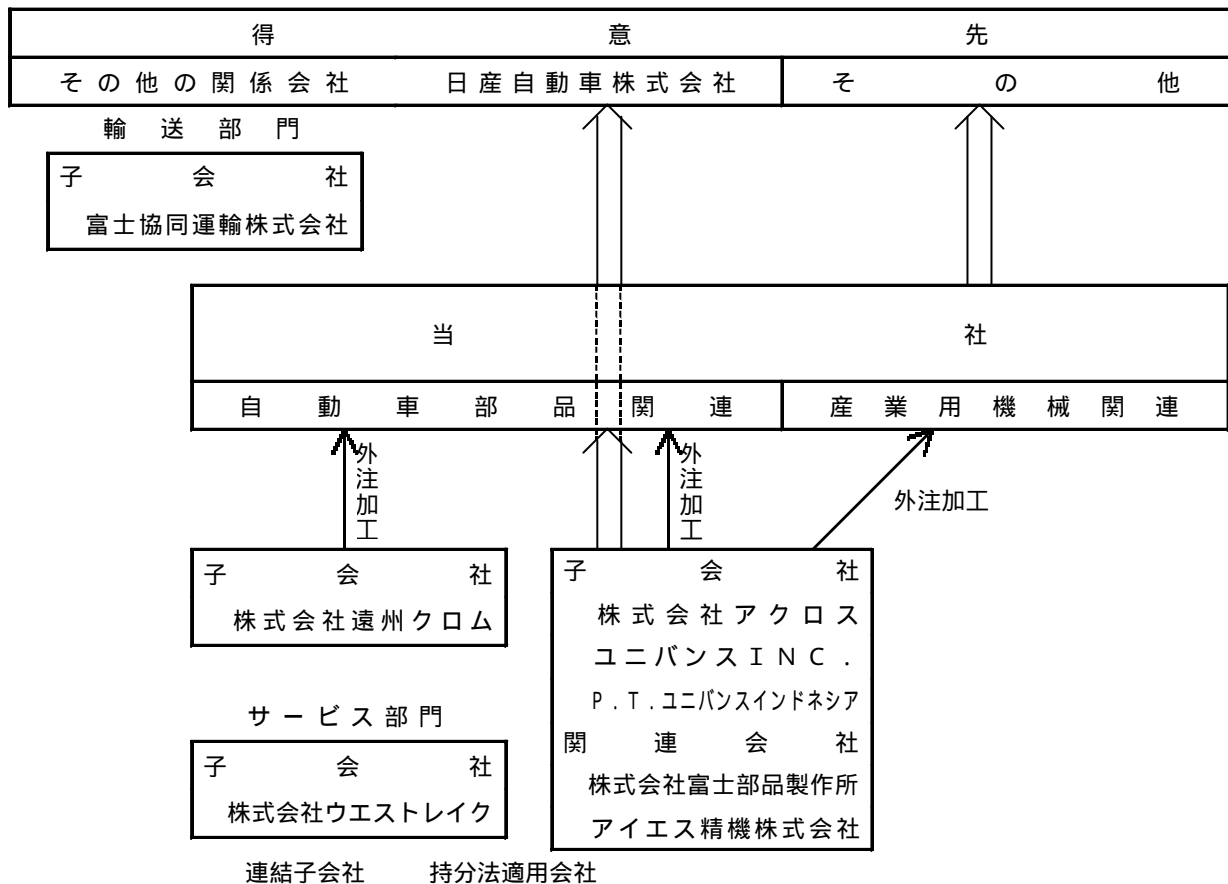 得意先
その他の関係会社 日産自動車株式会社 その他
輸送部門
子会社
富士協同運輸株式会社
当社
自動車部品関連 産業用機械関連
外注加工
外注加工
外注加工
子会社
株式会社遠州クロム
子会社
株式会社アクロス
ユニバンスＩＮＣ．
Ｐ．Ｔ．ユニバンスインドネシア
関連会社
株式会社富士部品製作所
アイエス精機株式会社
サービス部門
子会社
株式会社ウエストレイク
連結子会社 持分法適用会社